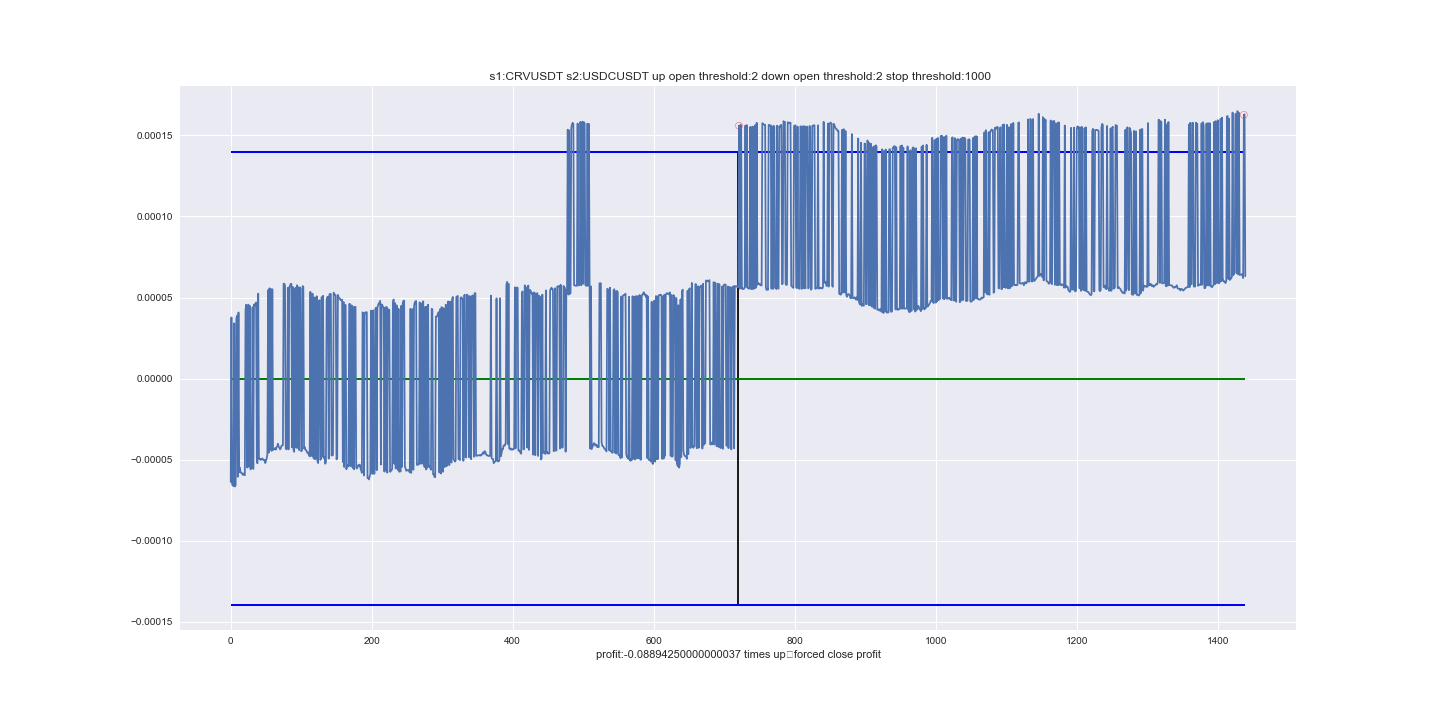 s1:CRVUSDT s2:USDCUSDT up open threshold:2 down open threshold:2 stop threshold:1000
0.00015
0.00010
0.00005
0.00000
−0.00005
−0.00010
−0.00015
0 200 400 600 800 1000 1200 1400
profit:-0.08894250000000037 times up□forced close profit